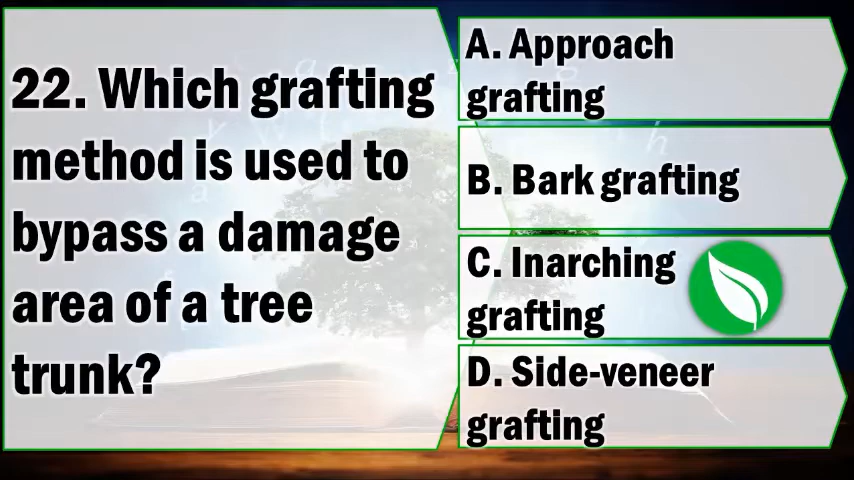 22. Which grafting
method is used to
bypass a damage
area of a tree
trunk?
A. Approach
grafting
B. Bark grafting
C. Inarching
grafting
D. Side-veneer
grafting